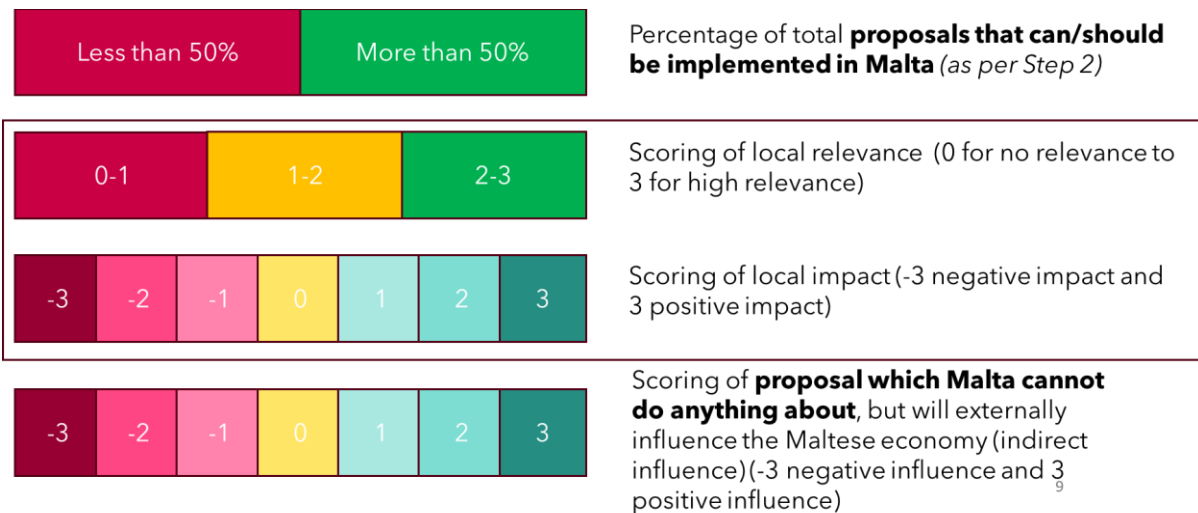 Less than 50%
More than 50%
Percentage of total proposals that can/should
be implemented in Malta (as per Step 2)
0-1
1-2
2-3
Scoring of local relevance (0 for no relevance to
3 for high relevance)
-3
-2
-1
0
1
2
3
Scoring of local impact (-3 negative impact and
3 positive impact)
-3
-2
-1
0
1
2
3
Scoring of proposal which Malta cannot
do anything about, but will externally
influence the Maltese economy (indirect
influence) (-3 negative influence and 3
positive influence)
9